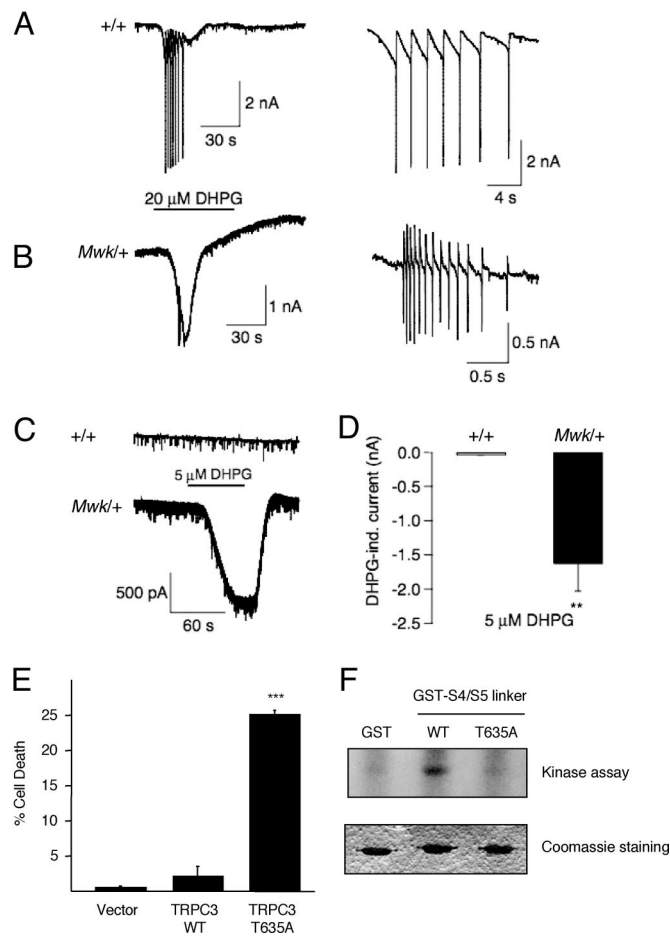 A
+/+
2 nA
30 s
2 nA
4 s
20 μM DHPG
B
Mwk/+
1 nA
30 s
0.5 nA
0.5 s
C
+/+
5 μM DHPG
Mwk/+
500 pA
60 s
D
+/+
Mwk/+
DHPG-ind. current (nA)
0.0
-0.5
-1.0
-1.5
-2.0
-2.5
**
5 μM DHPG
E
% Cell Death
25
20
15
10
5
***
Vector
TRPC3 WT
TRPC3 T635A
F
GST-S4/S5 linker
GST
WT
T635A
Kinase assay
Coomassie staining